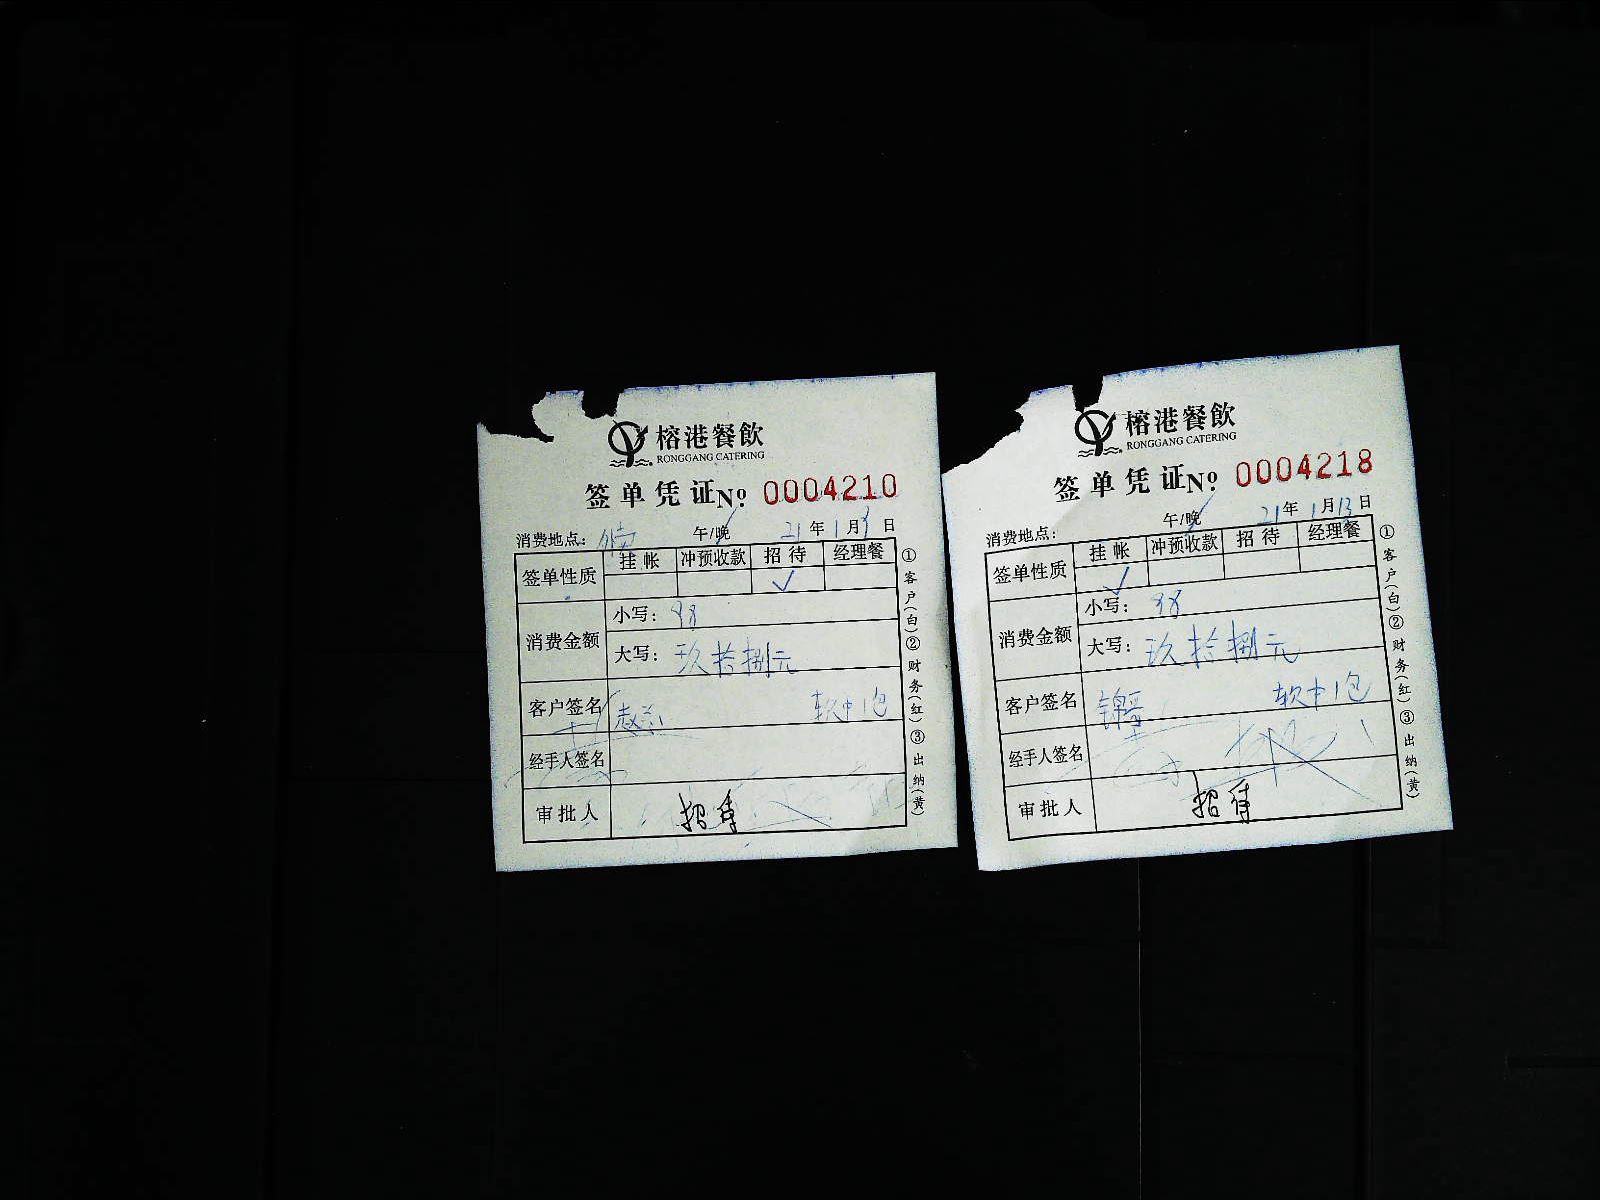 榕港餐飲
RONGGANG CATERING
签单凭证No 0004210
消费地点： 午/晚 21年1月日
签单性质 挂帐 冲预收款 招待 经理餐
✓
消费金额 小写：98
大写：玖拾捌元
客户签名 软中1包
经手人签名
审批人 招待
①客户(白)②财务(红)③出纳(黄)
榕港餐飲
RONGGANG CATERING
签单凭证No 0004218
消费地点： 午/晚 21年1月13日
签单性质 挂帐 冲预收款 招待 经理餐
✓
消费金额 小写：98
大写：玖拾捌元
客户签名 软中1包
经手人签名
审批人 招待
①客户(白)②财务(红)③出纳(黄)